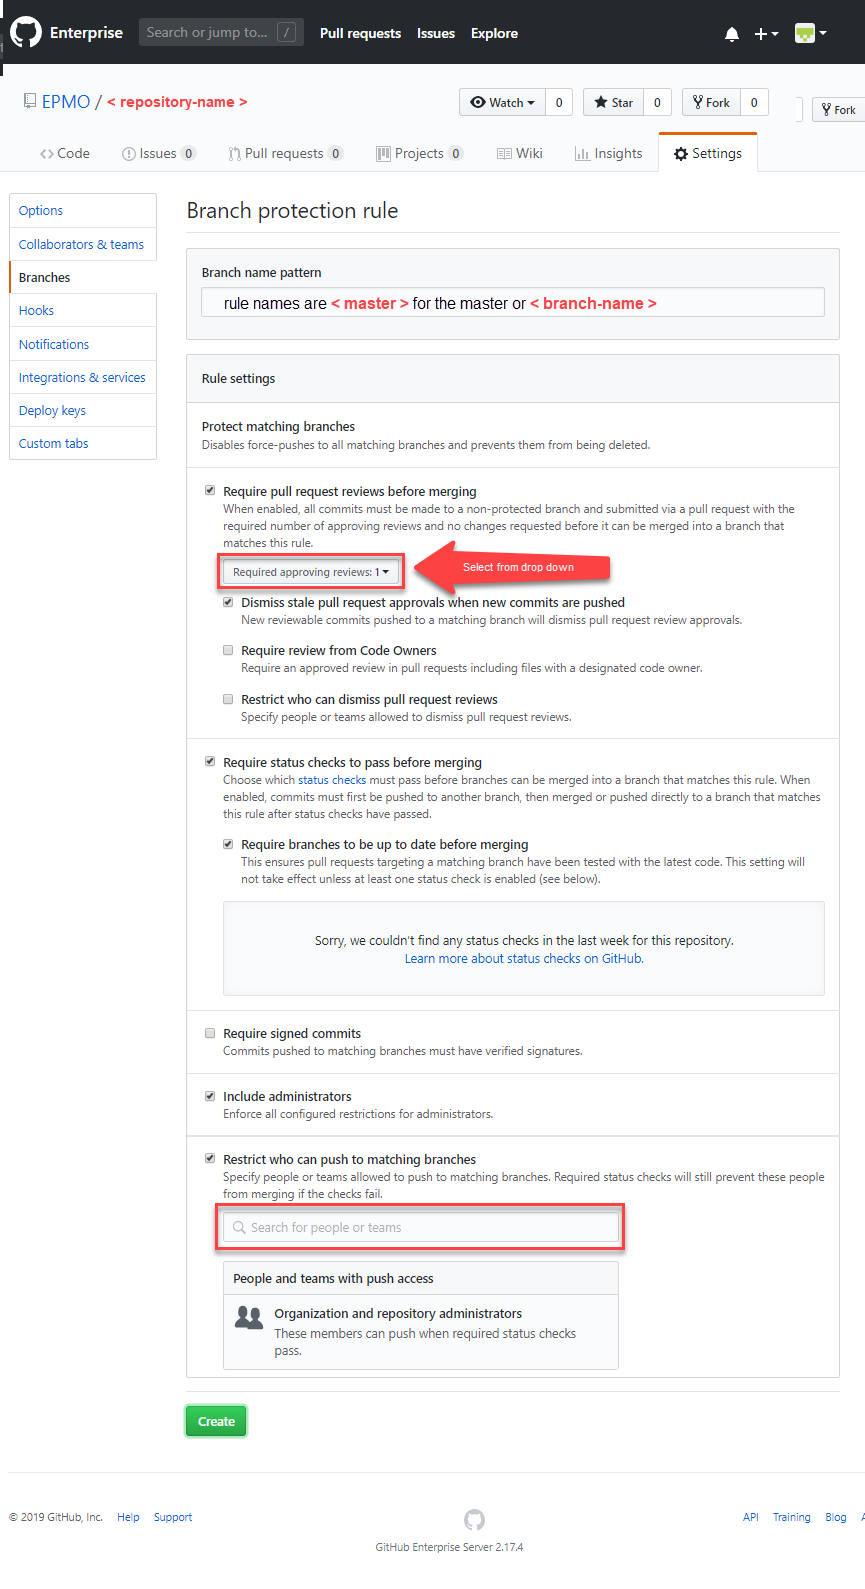 Enterprise
Search or jump to...
/
Pull requests
Issues
Explore
EPMO / < repository-name >
Watch
0
Star
0
Fork
0
Fork
Code
Issues 0
Pull requests 0
Projects 0
Wiki
Insights
Settings
Options
Collaborators & teams
Branches
Hooks
Notifications
Integrations & services
Deploy keys
Custom tabs
Branch protection rule
Branch name pattern
rule names are < master > for the master or < branch-name >
Rule settings
Protect matching branches
Disables force-pushes to all matching branches and prevents them from being deleted.
Require pull request reviews before merging
When enabled, all commits must be made to a non-protected branch and submitted via a pull request with the
required number of approving reviews and no changes requested before it can be merged into a branch that
matches this rule.
Required approving reviews: 1
Select from drop down
Dismiss stale pull request approvals when new commits are pushed
New reviewable commits pushed to a matching branch will dismiss pull request review approvals.
Require review from Code Owners
Require an approved review in pull requests including files with a designated code owner.
Restrict who can dismiss pull request reviews
Specify people or teams allowed to dismiss pull request reviews.
Require status checks to pass before merging
Choose which status checks must pass before branches can be merged into a branch that matches this rule. When
enabled, commits must first be pushed to another branch, then merged or pushed directly to a branch that matches
this rule after status checks have passed.
Require branches to be up to date before merging
This ensures pull requests targeting a matching branch have been tested with the latest code. This setting will
not take effect unless at least one status check is enabled (see below).
Sorry, we couldn't find any status checks in the last week for this repository.
Learn more about status checks on GitHub.
Require signed commits
Commits pushed to matching branches must have verified signatures.
Include administrators
Enforce all configured restrictions for administrators.
Restrict who can push to matching branches
Specify people or teams allowed to push to matching branches. Required status checks will still prevent these people
from merging if the checks fail.
Search for people or teams
People and teams with push access
Organization and repository administrators
These members can push when required status checks
pass.
Create
© 2019 GitHub, Inc.
Help
Support
API
Training
Blog
GitHub Enterprise Server 2.17.4